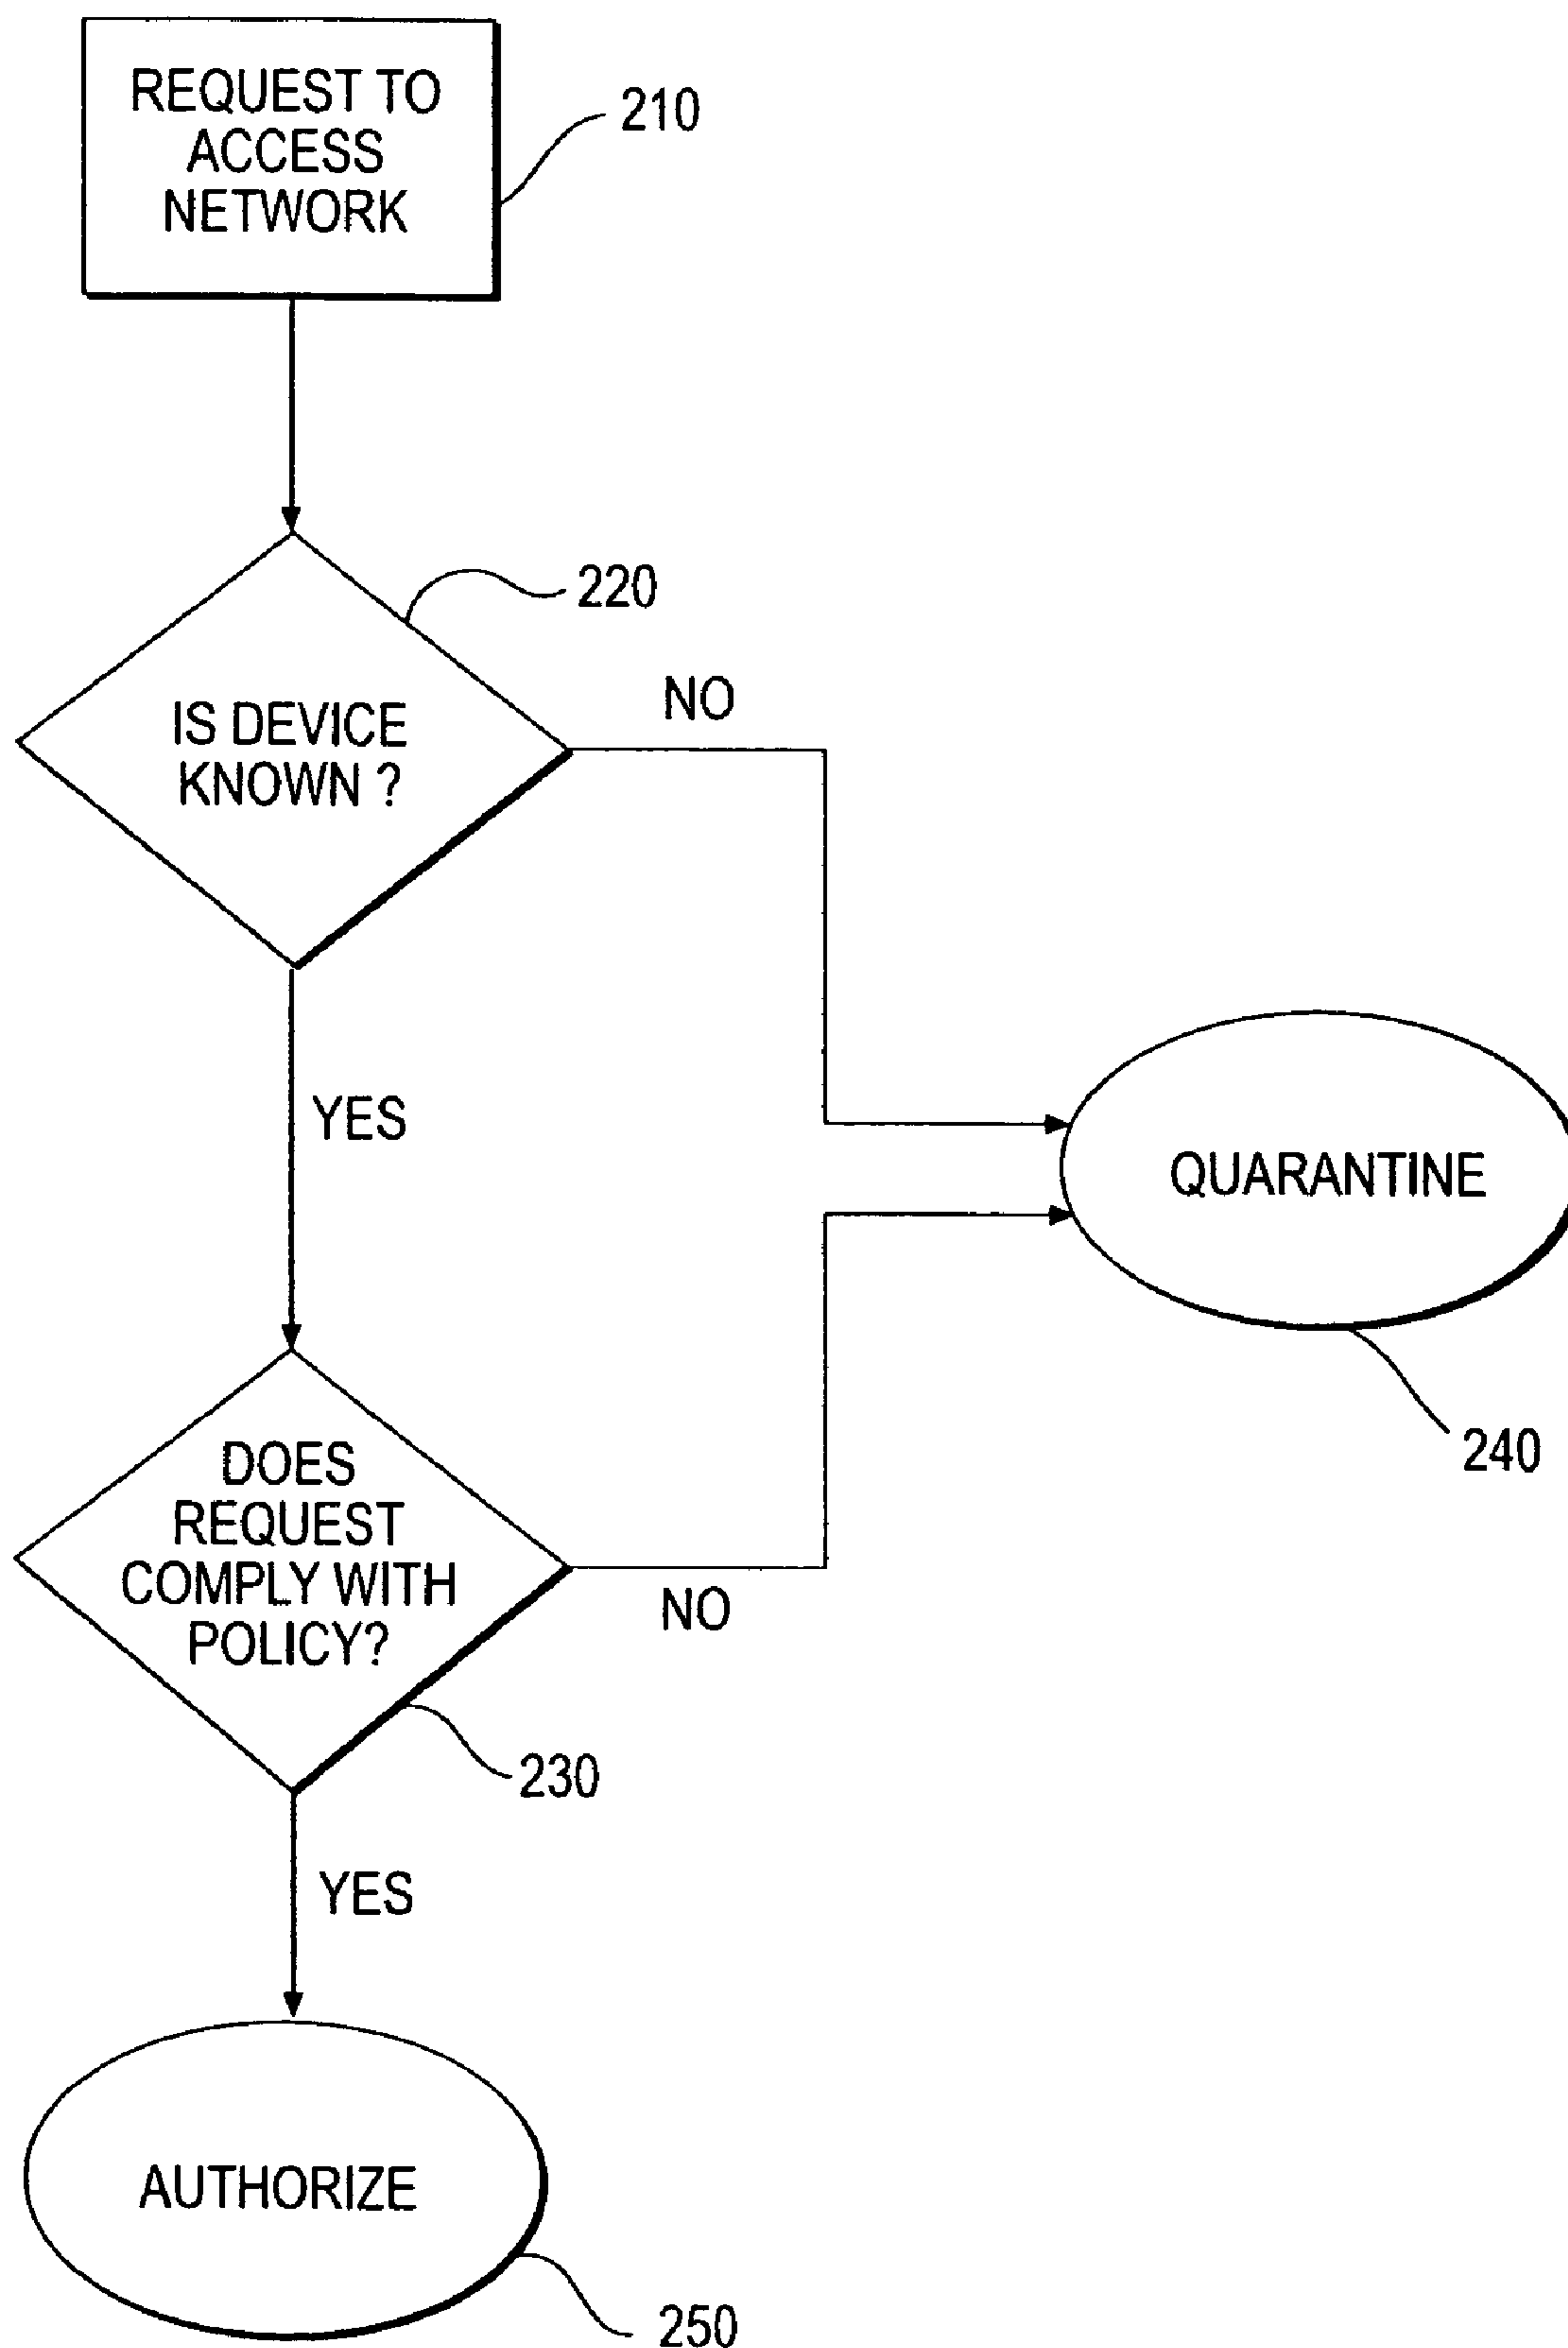 REQUEST TO
ACCESS
NETWORK
210
220
IS DEVICE
KNOWN ?
NO
YES
QUARANTINE
240
DOES
REQUEST
COMPLY WITH
POLICY?
NO
230
YES
AUTHORIZE
250